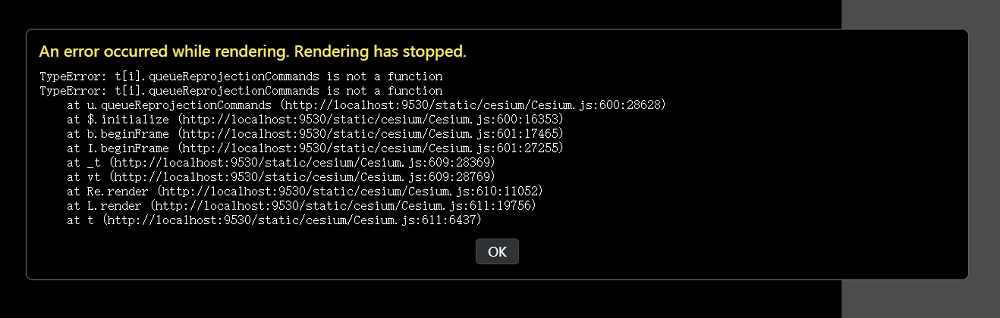 An error occurred while rendering. Rendering has stopped.
TypeError: t[i].queueReprojectionCommands is not a function
TypeError: t[i].queueReprojectionCommands is not a function
at u.queueReprojectionCommands (http://localhost:9530/static/cesium/Cesium.js:600:28628)
at $.initialize (http://localhost:9530/static/cesium/Cesium.js:600:16353)
at b.beginFrame (http://localhost:9530/static/cesium/Cesium.js:601:17465)
at I.beginFrame (http://localhost:9530/static/cesium/Cesium.js:601:27255)
at _t (http://localhost:9530/static/cesium/Cesium.js:609:28369)
at vt (http://localhost:9530/static/cesium/Cesium.js:609:28769)
at Re.render (http://localhost:9530/static/cesium/Cesium.js:610:11052)
at L.render (http://localhost:9530/static/cesium/Cesium.js:611:19756)
at t (http://localhost:9530/static/cesium/Cesium.js:611:6437)
OK